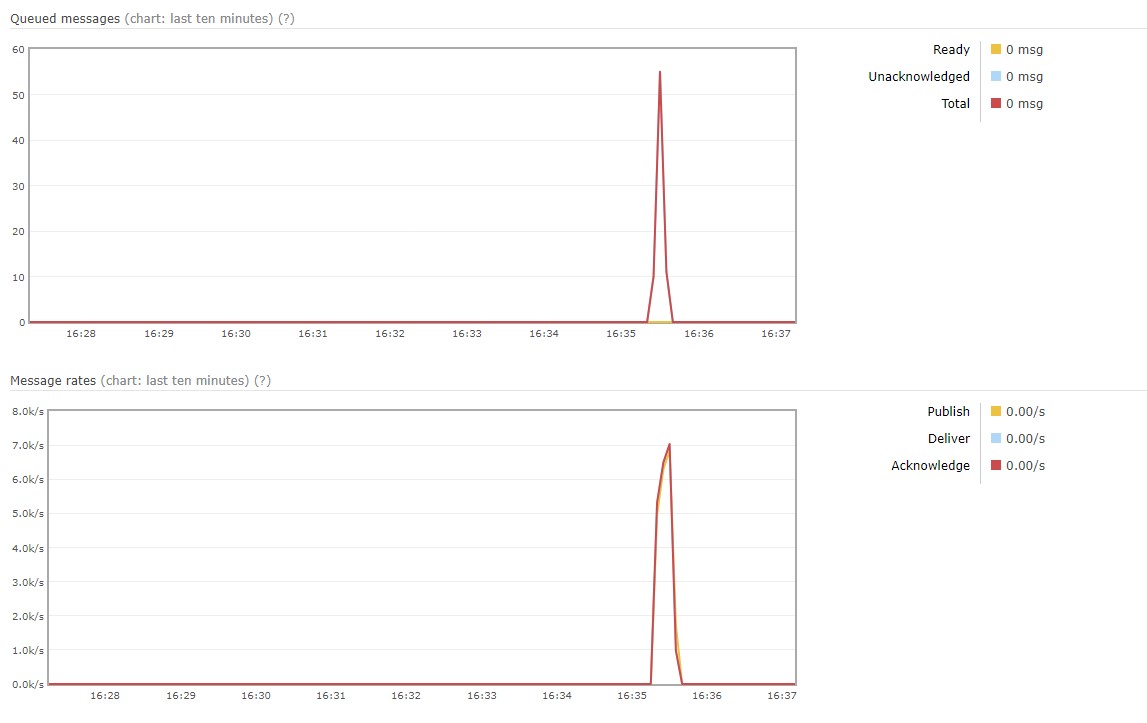 Queued messages (chart: last ten minutes) (?)
60
50
40
30
20
10
0
16:28 16:29 16:30 16:31 16:32 16:33 16:34 16:35 16:36 16:37
Ready 0 msg
Unacknowledged 0 msg
Total 0 msg
Message rates (chart: last ten minutes) (?)
8.0k/s
7.0k/s
6.0k/s
5.0k/s
4.0k/s
3.0k/s
2.0k/s
1.0k/s
0.0k/s
16:28 16:29 16:30 16:31 16:32 16:33 16:34 16:35 16:36 16:37
Publish 0.00/s
Deliver 0.00/s
Acknowledge 0.00/s